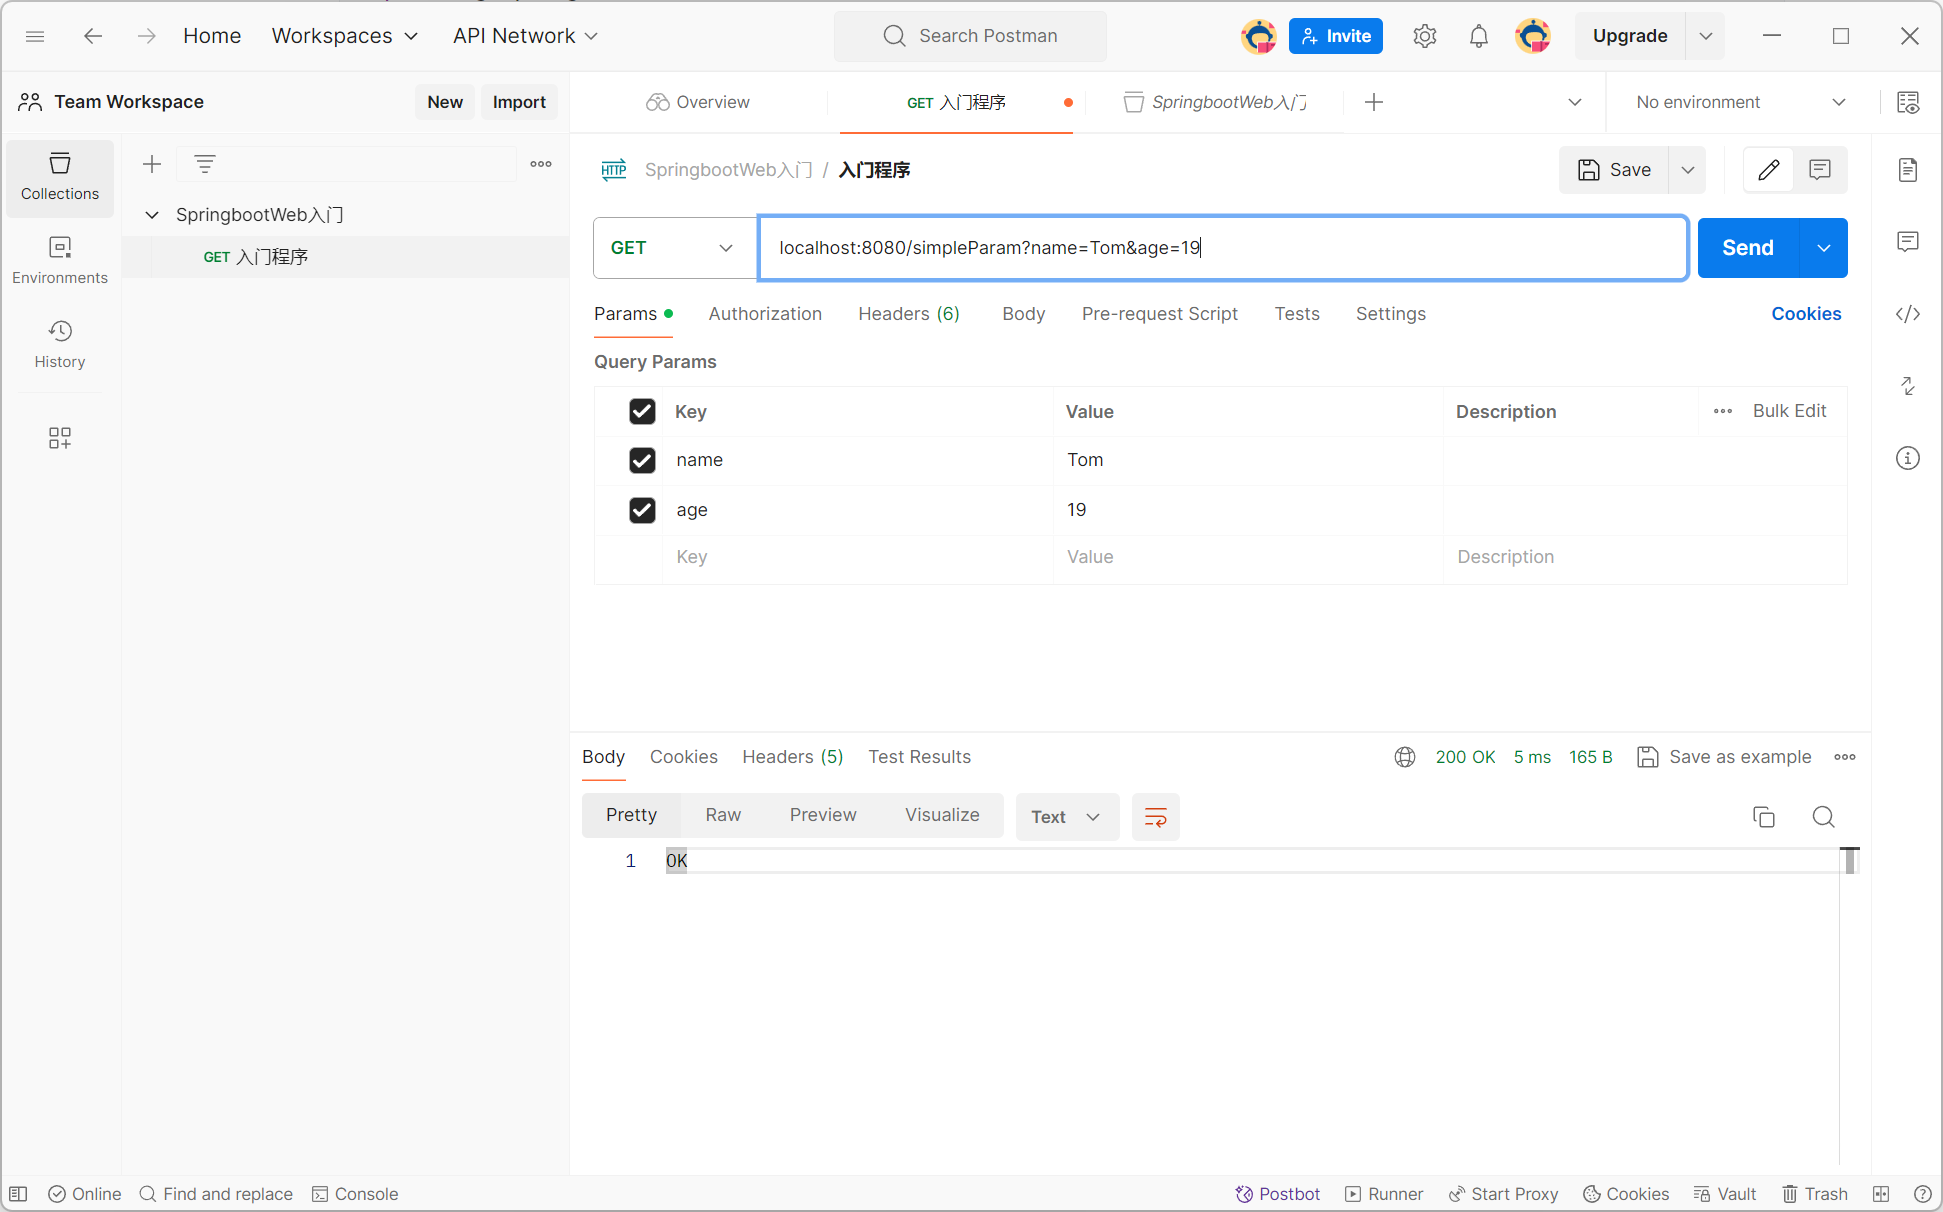 Home Workspaces API Network Search Postman Invite Upgrade
Team Workspace New Import Overview GET 入门程序 SpringbootWeb入门 No environment
Collections
SpringbootWeb入门 / 入门程序 Save
SpringbootWeb入门
GET 入门程序
Environments
History
GET localhost:8080/simpleParam?name=Tom&age=19 Send
Params Authorization Headers (6) Body Pre-request Script Tests Settings Cookies
Query Params
Key Value Description Bulk Edit
name Tom
age 19
Key Value Description
Body Cookies Headers (5) Test Results 200 OK 5 ms 165 B Save as example
Pretty Raw Preview Visualize Text
1 OK
Online Find and replace Console Postbot Runner Start Proxy Cookies Vault Trash